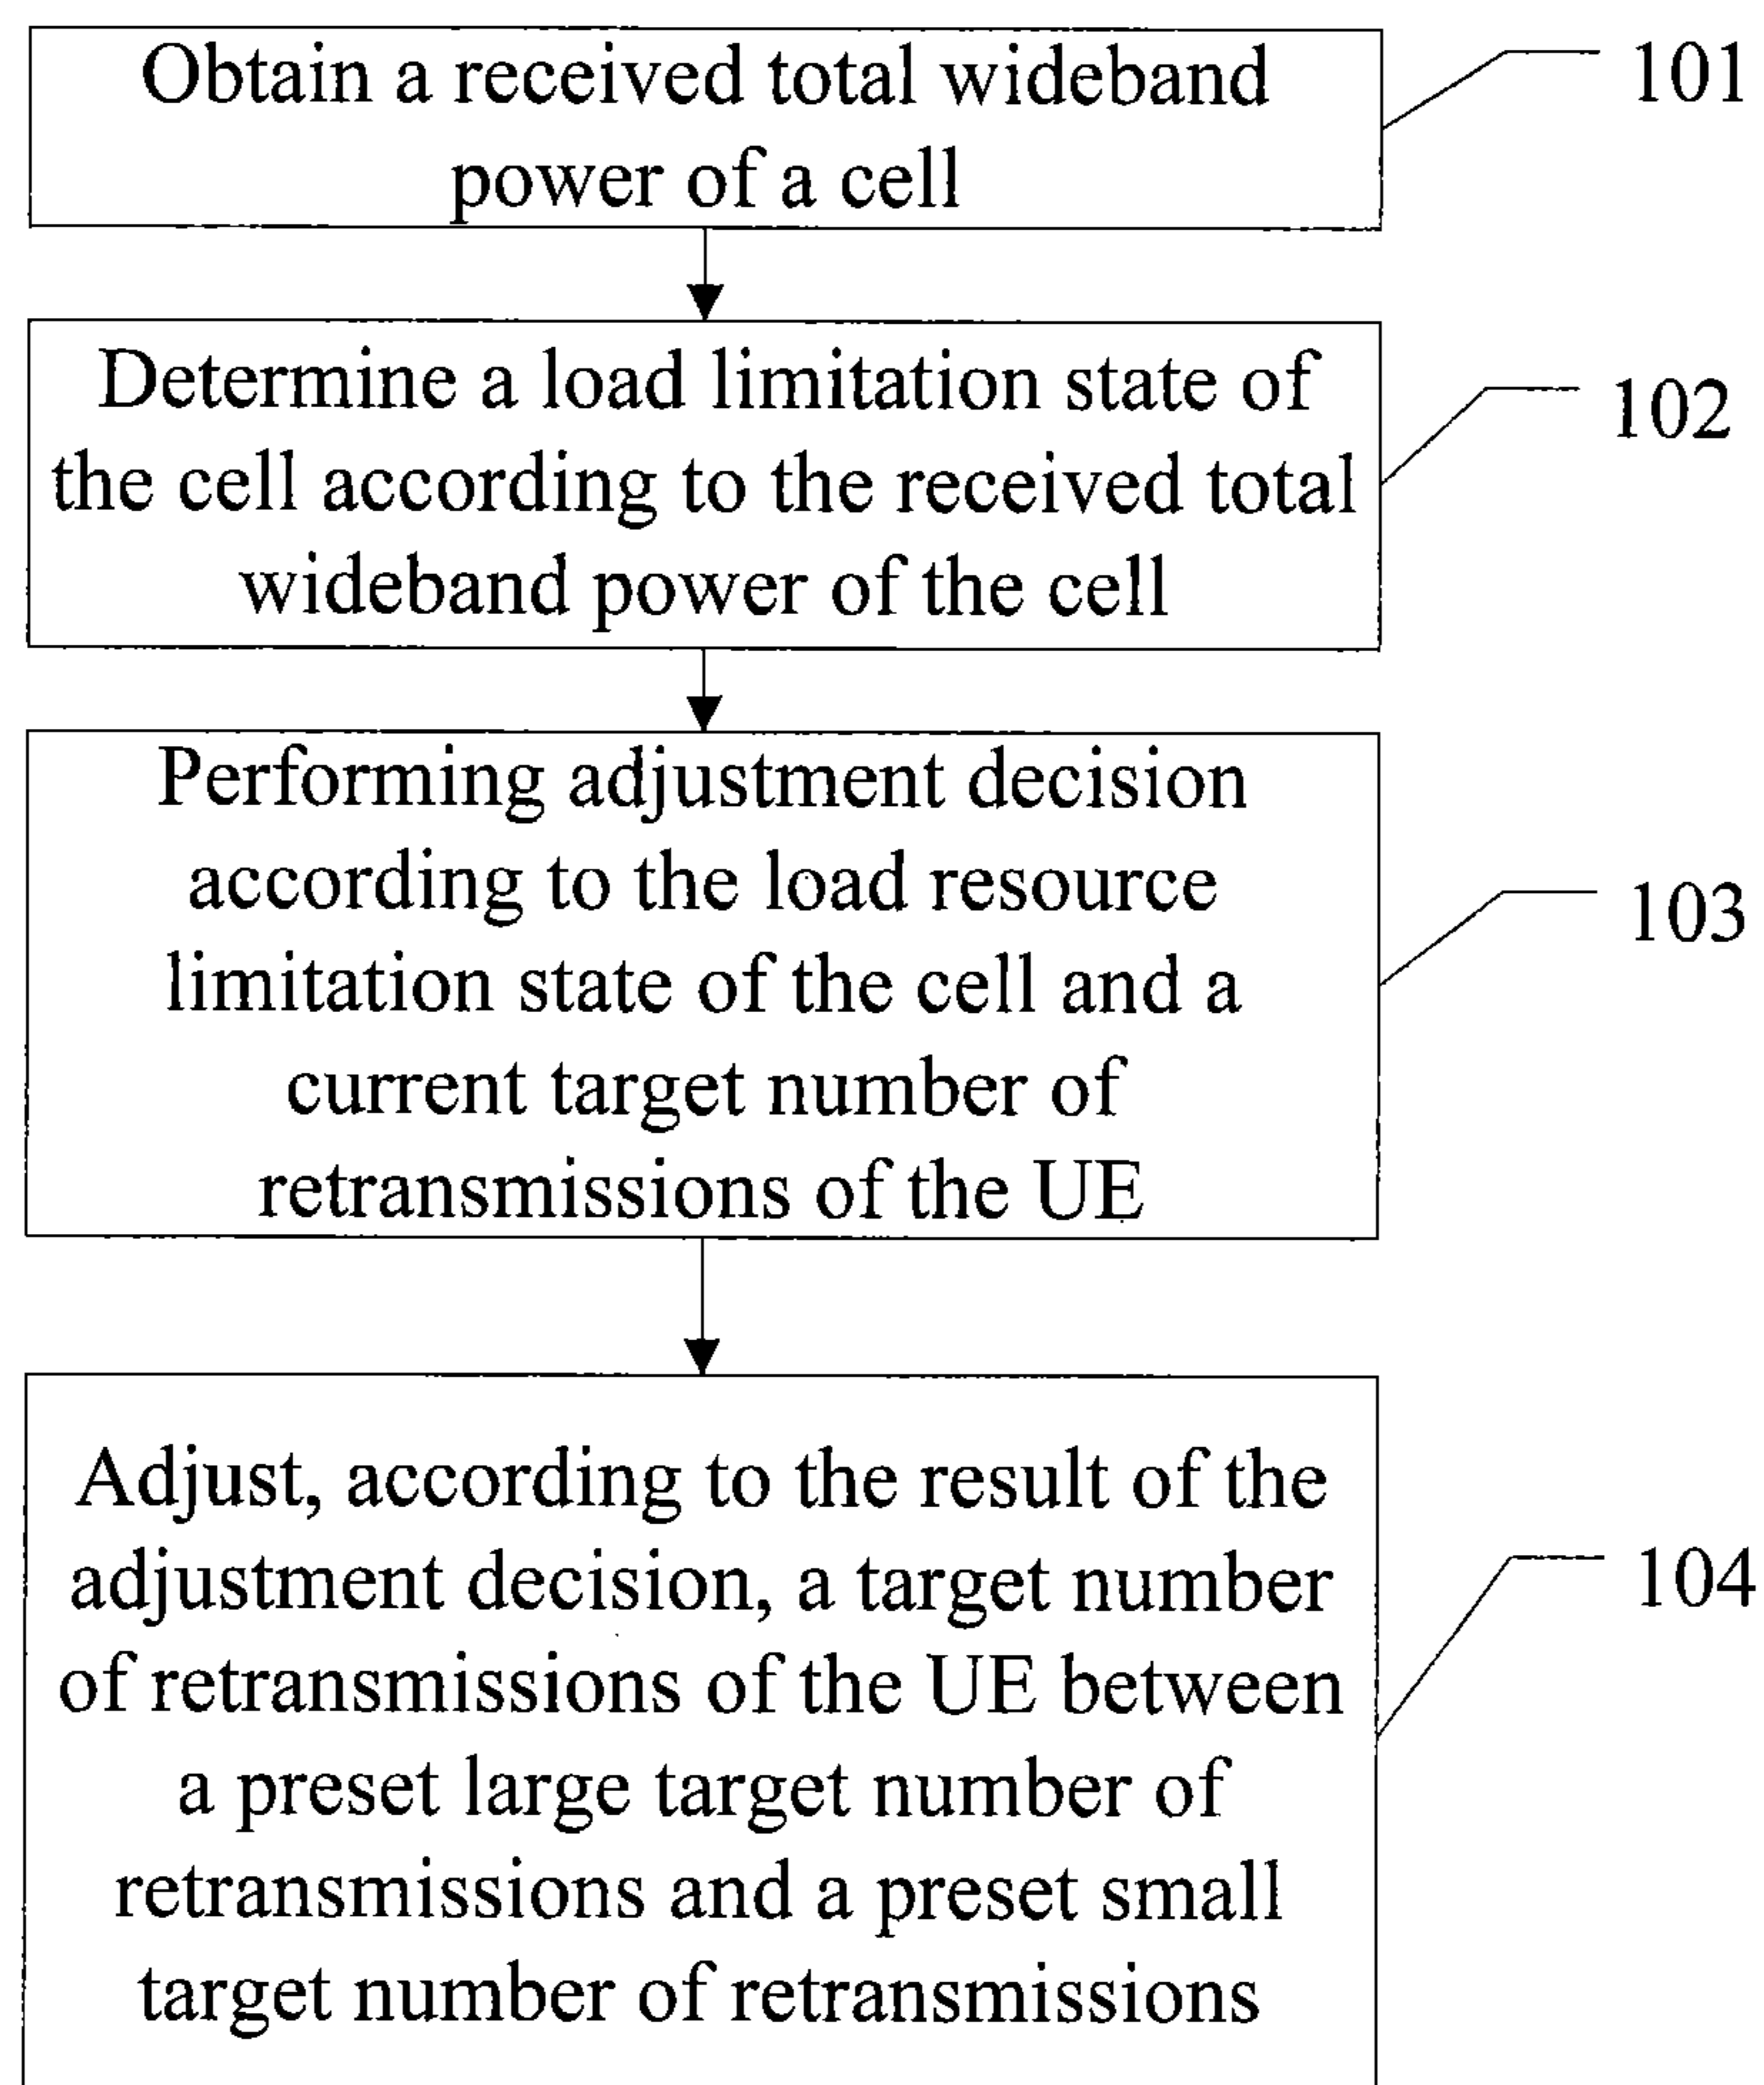 Obtain a received total wideband
power of a cell
101
Determine a load limitation state of
the cell according to the received total
wideband power of the cell
102
Performing adjustment decision
according to the load resource
limitation state of the cell and a
current target number of
retransmissions of the UE
103
Adjust, according to the result of the
adjustment decision, a target number
of retransmissions of the UE between
a preset large target number of
retransmissions and a preset small
target number of retransmissions
104